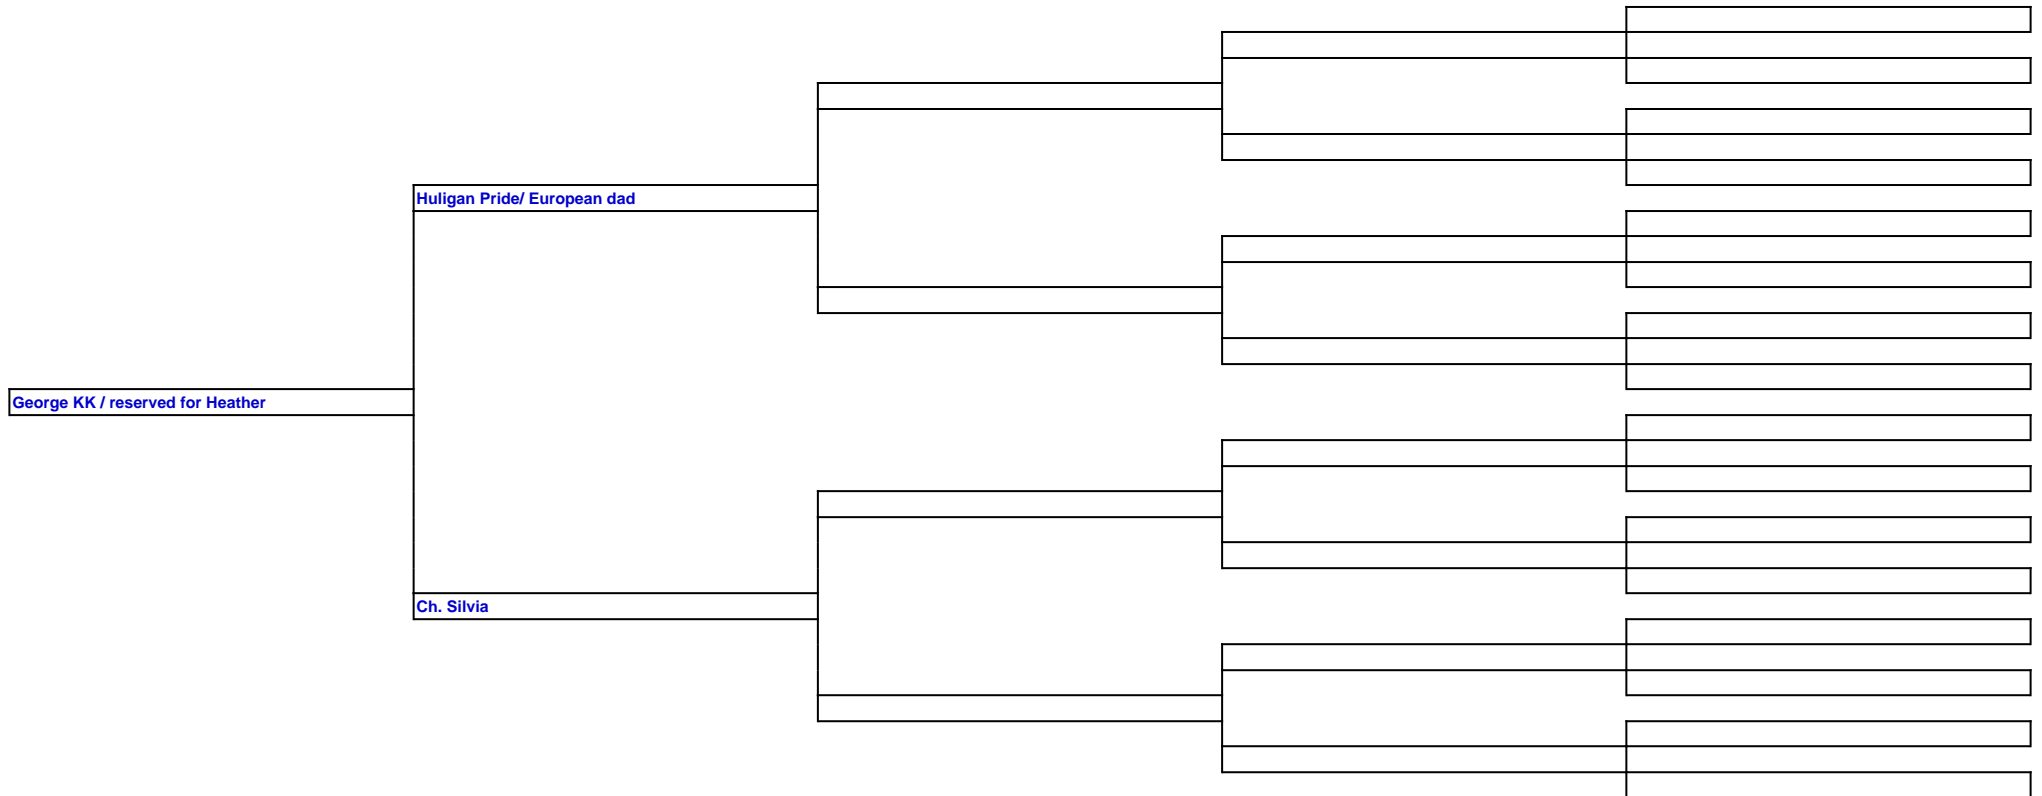 Huligan Pride/ European dad
George KK / reserved for Heather
Ch. Silvia